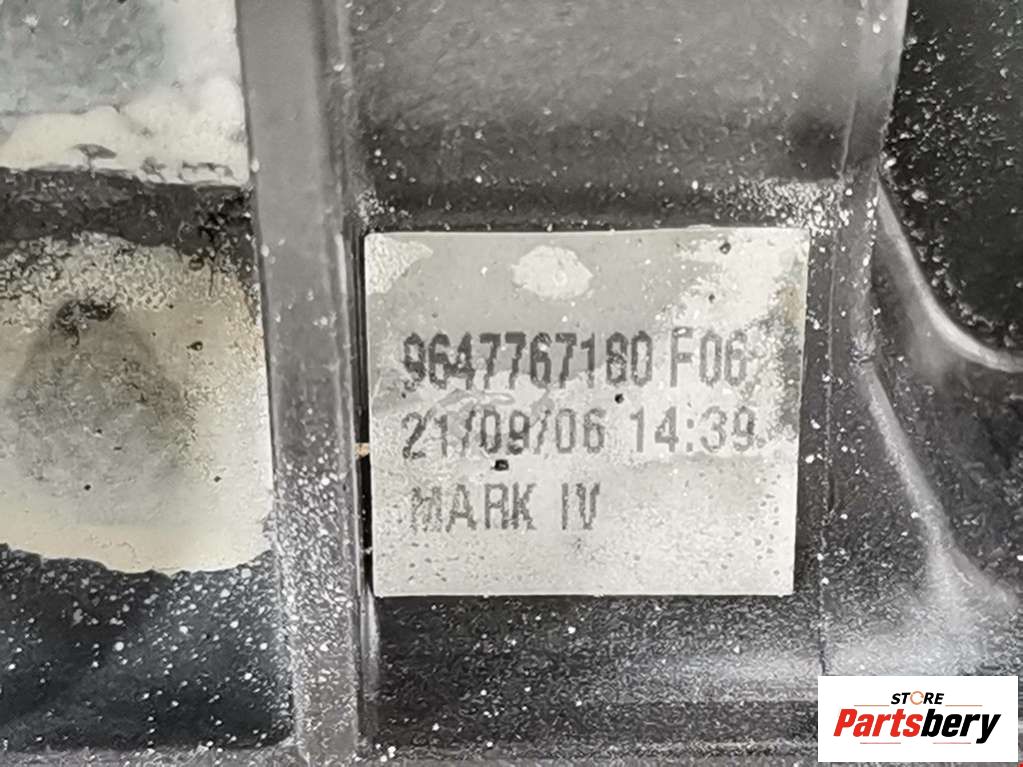 9647767180 F06
21/09/06 14:39
MARK IV
STORE
Partsbery